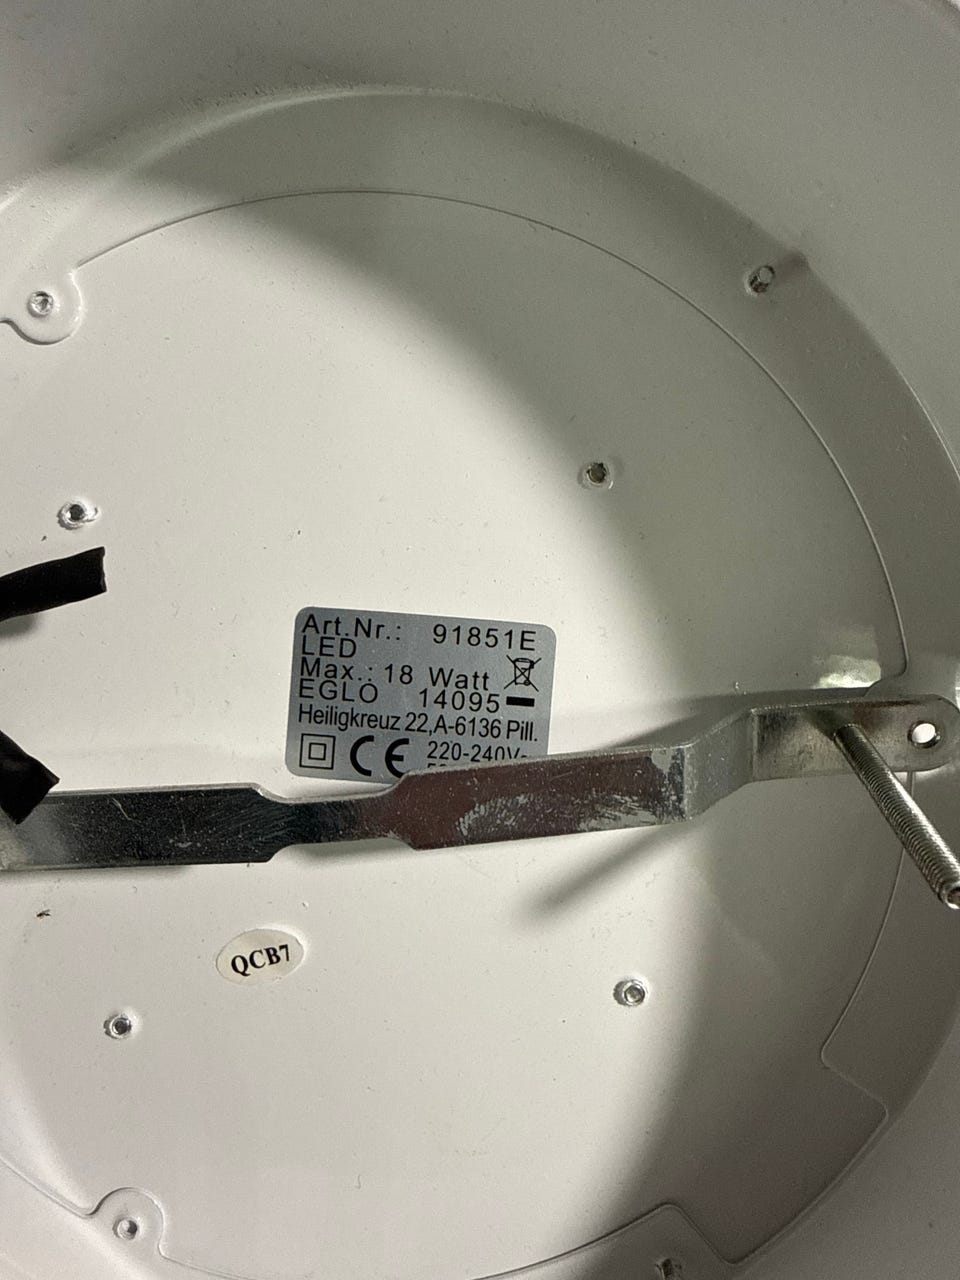 Art.Nr.: 91851E
LED
Max.: 18 Watt
EGLO 14095
Heiligkreuz 22,A-6136 Pill.
CE 220-240V~
QCB7